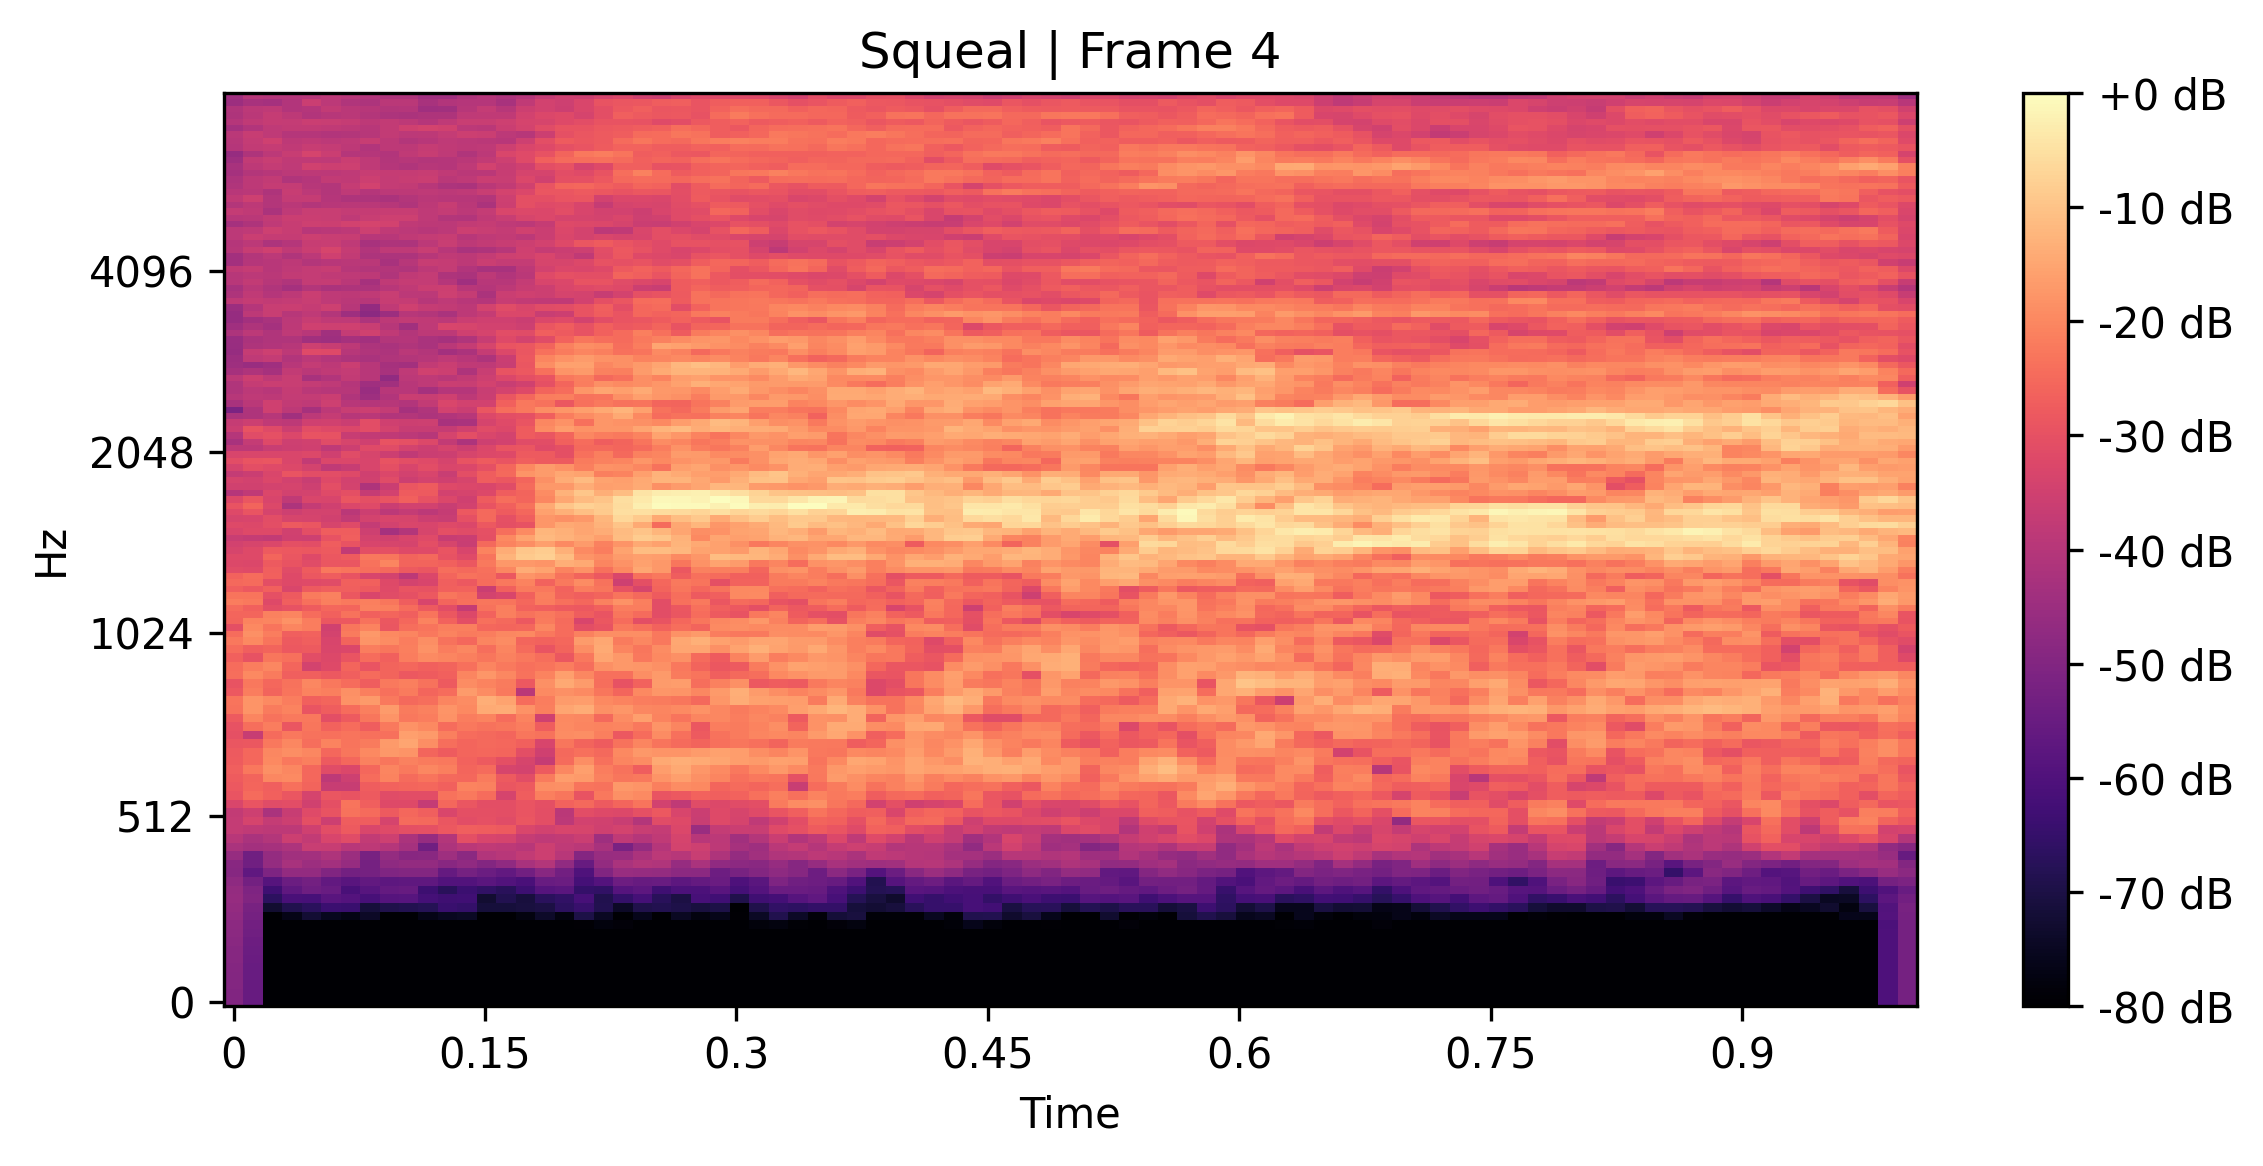 Squeal | Frame 4
Hz
4096
2048
1024
512
0
0 0.15 0.3 0.45 0.6 0.75 0.9
Time
+0 dB
-10 dB
-20 dB
-30 dB
-40 dB
-50 dB
-60 dB
-70 dB
-80 dB